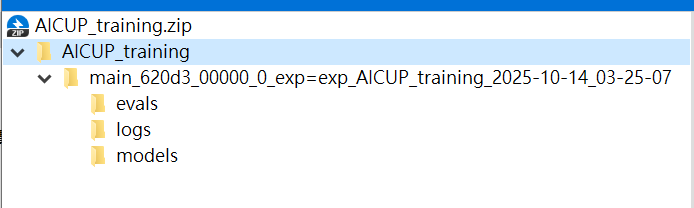 AICUP_training.zip
ZIP
AICUP_training
main_620d3_00000_0_exp=exp_AICUP_training_2025-10-14_03-25-07
evals
logs
models